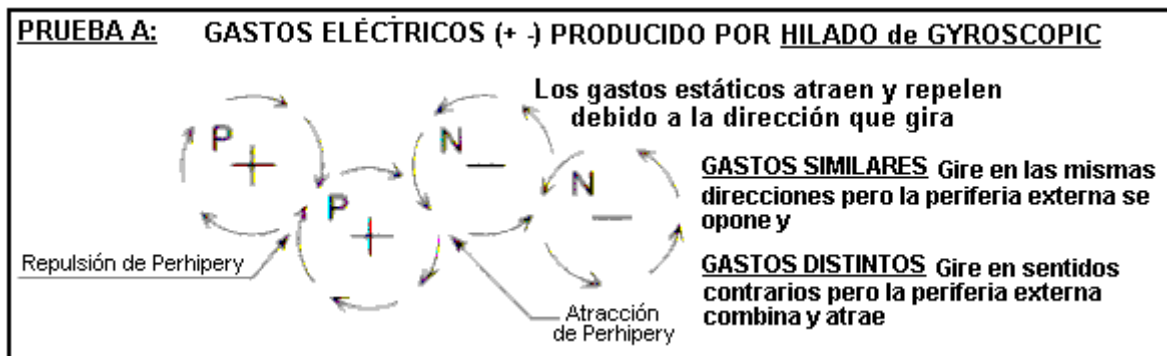 PRUEBA A: GASTOS ELÉCTRICOS (+ -) PRODUCIDO POR HILADO de GYROSCOPIC
Los gastos estáticos atraen y repelen
debido a la dirección que gira
P
+
P
+
N
—
N
—
GASTOS SIMILARES Gire en las mismas
direcciones pero la periferia externa se
opone y
Repulsión de Perhipery
GASTOS DISTINTOS Gire en sentidos
contrarios pero la periferia externa
combina y atrae
Atracción
de Perhipery